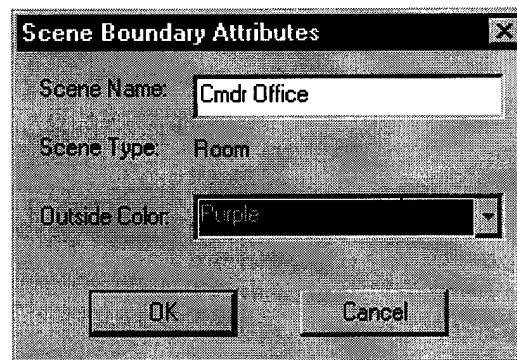 Scene Boundary Attributes
Scene Name: Cmdr Office
Scene Type: Room
Outside Color: Purple
OK Cancel